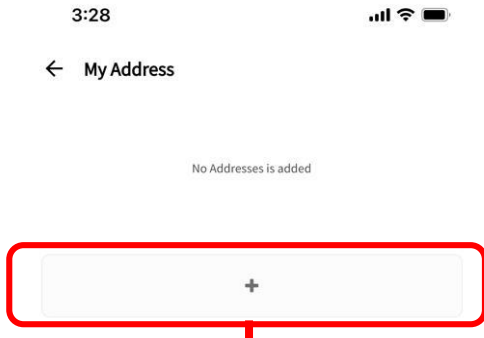 3:28
← My Address
No Addresses is added
+